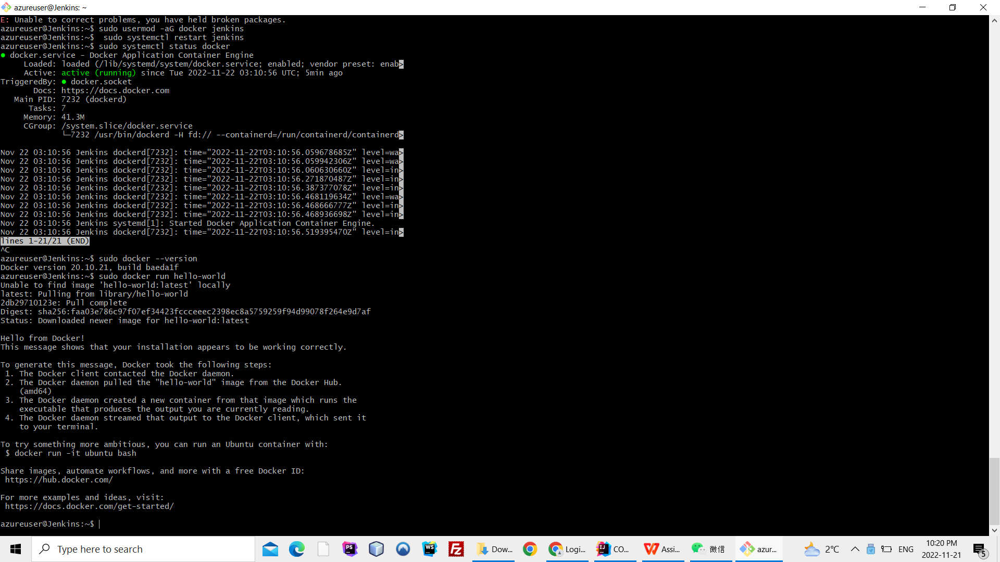 azureuser@Jenkins: ~
E: Unable to correct problems, you have held broken packages.
azureuser@Jenkins:~$ sudo usermod -aG docker jenkins
azureuser@Jenkins:~$  sudo systemctl restart jenkins
azureuser@Jenkins:~$ sudo systemctl status docker
● docker.service - Docker Application Container Engine
     Loaded: loaded (/lib/systemd/system/docker.service; enabled; vendor preset: enab>
     Active: active (running) since Tue 2022-11-22 03:10:56 UTC; 5min ago
TriggeredBy: ● docker.socket
       Docs: https://docs.docker.com
   Main PID: 7232 (dockerd)
      Tasks: 7
     Memory: 41.3M
     CGroup: /system.slice/docker.service
             └─7232 /usr/bin/dockerd -H fd:// --containerd=/run/containerd/containerd>
Nov 22 03:10:56 Jenkins dockerd[7232]: time="2022-11-22T03:10:56.059678685Z" level=wa>
Nov 22 03:10:56 Jenkins dockerd[7232]: time="2022-11-22T03:10:56.059942306Z" level=wa>
Nov 22 03:10:56 Jenkins dockerd[7232]: time="2022-11-22T03:10:56.060630660Z" level=in>
Nov 22 03:10:56 Jenkins dockerd[7232]: time="2022-11-22T03:10:56.271870487Z" level=in>
Nov 22 03:10:56 Jenkins dockerd[7232]: time="2022-11-22T03:10:56.387377078Z" level=in>
Nov 22 03:10:56 Jenkins dockerd[7232]: time="2022-11-22T03:10:56.468119634Z" level=wa>
Nov 22 03:10:56 Jenkins dockerd[7232]: time="2022-11-22T03:10:56.468666777Z" level=in>
Nov 22 03:10:56 Jenkins dockerd[7232]: time="2022-11-22T03:10:56.468936698Z" level=in>
Nov 22 03:10:56 Jenkins systemd[1]: Started Docker Application Container Engine.
Nov 22 03:10:56 Jenkins dockerd[7232]: time="2022-11-22T03:10:56.519395470Z" level=in>
lines 1-21/21 (END)
^C
azureuser@Jenkins:~$ sudo docker --version
Docker version 20.10.21, build baeda1f
azureuser@Jenkins:~$ sudo docker run hello-world
Unable to find image 'hello-world:latest' locally
latest: Pulling from library/hello-world
2db29710123e: Pull complete
Digest: sha256:faa03e786c97f07ef34423fccceeec2398ec8a5759259f94d99078f264e9d7af
Status: Downloaded newer image for hello-world:latest
Hello from Docker!
This message shows that your installation appears to be working correctly.
To generate this message, Docker took the following steps:
 1. The Docker client contacted the Docker daemon.
 2. The Docker daemon pulled the "hello-world" image from the Docker Hub.
    (amd64)
 3. The Docker daemon created a new container from that image which runs the
    executable that produces the output you are currently reading.
 4. The Docker daemon streamed that output to the Docker client, which sent it
    to your terminal.
To try something more ambitious, you can run an Ubuntu container with:
 $ docker run -it ubuntu bash
Share images, automate workflows, and more with a free Docker ID:
 https://hub.docker.com/
For more examples and ideas, visit:
 https://docs.docker.com/get-started/
azureuser@Jenkins:~$
Type here to search
PS
WS
FZ
Dow...
Logi...
IJ
CO...
Assi...
微信
azur...
2°C
ENG
10:20 PM
2022-11-21
5